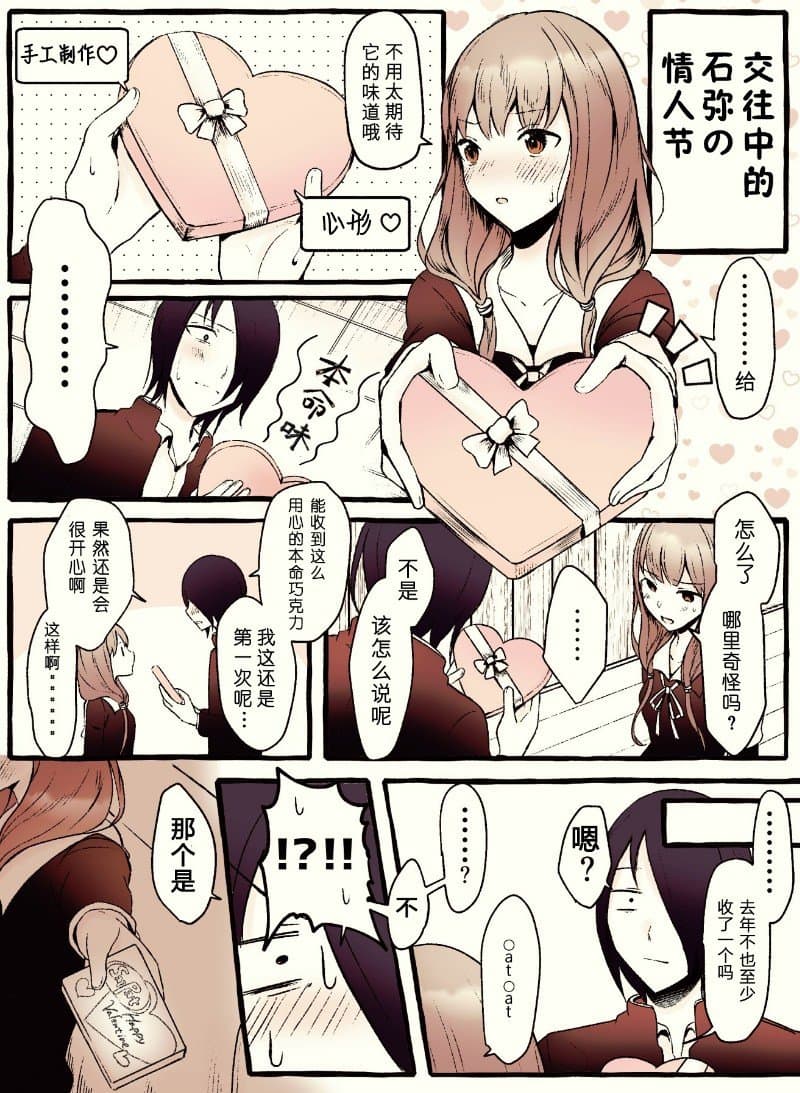 交往中的
石弥の
情人节
………给
不用太期待
它的味道哦
手工制作♡
心形♡
………
本命味
怎么了
哪里奇怪吗？
……
不是
该怎么说呢
能收到这么
用心的本命巧克力
我这还是
第一次呢…
果然还是会
很开心啊
这样啊……
………
去年不也至少
收了一个吗
嗯？
○at○at
……？
不
!?!!
那个是
Happy
Valentine